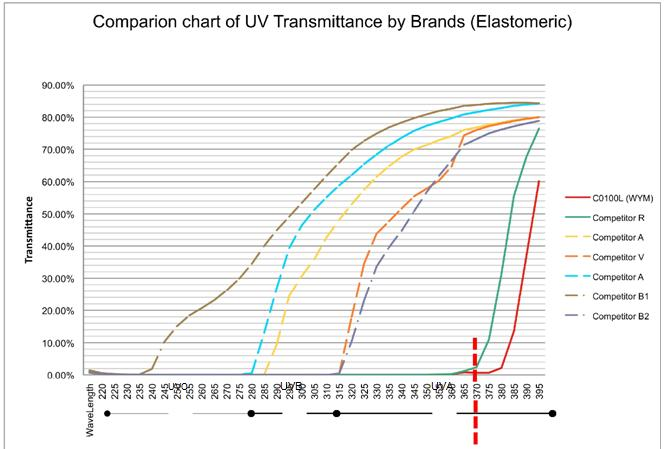 Comparion chart of UV Transmittance by Brands (Elastomeric)
90.00%
80.00%
70.00%
60.00%
50.00%
40.00%
30.00%
20.00%
10.00%
0.00%
Transmittance
C0100L (WYM)
Competitor R
Competitor A
Competitor V
Competitor A
Competitor B1
Competitor B2
WaveLength 220 225 230 235 240 245 250 255 260 265 270 275 280 285 290 295 300 305 310 315 320 325 330 335 340 345 350 355 360 365 370 375 380 385 390 395
UVC UVB UVA